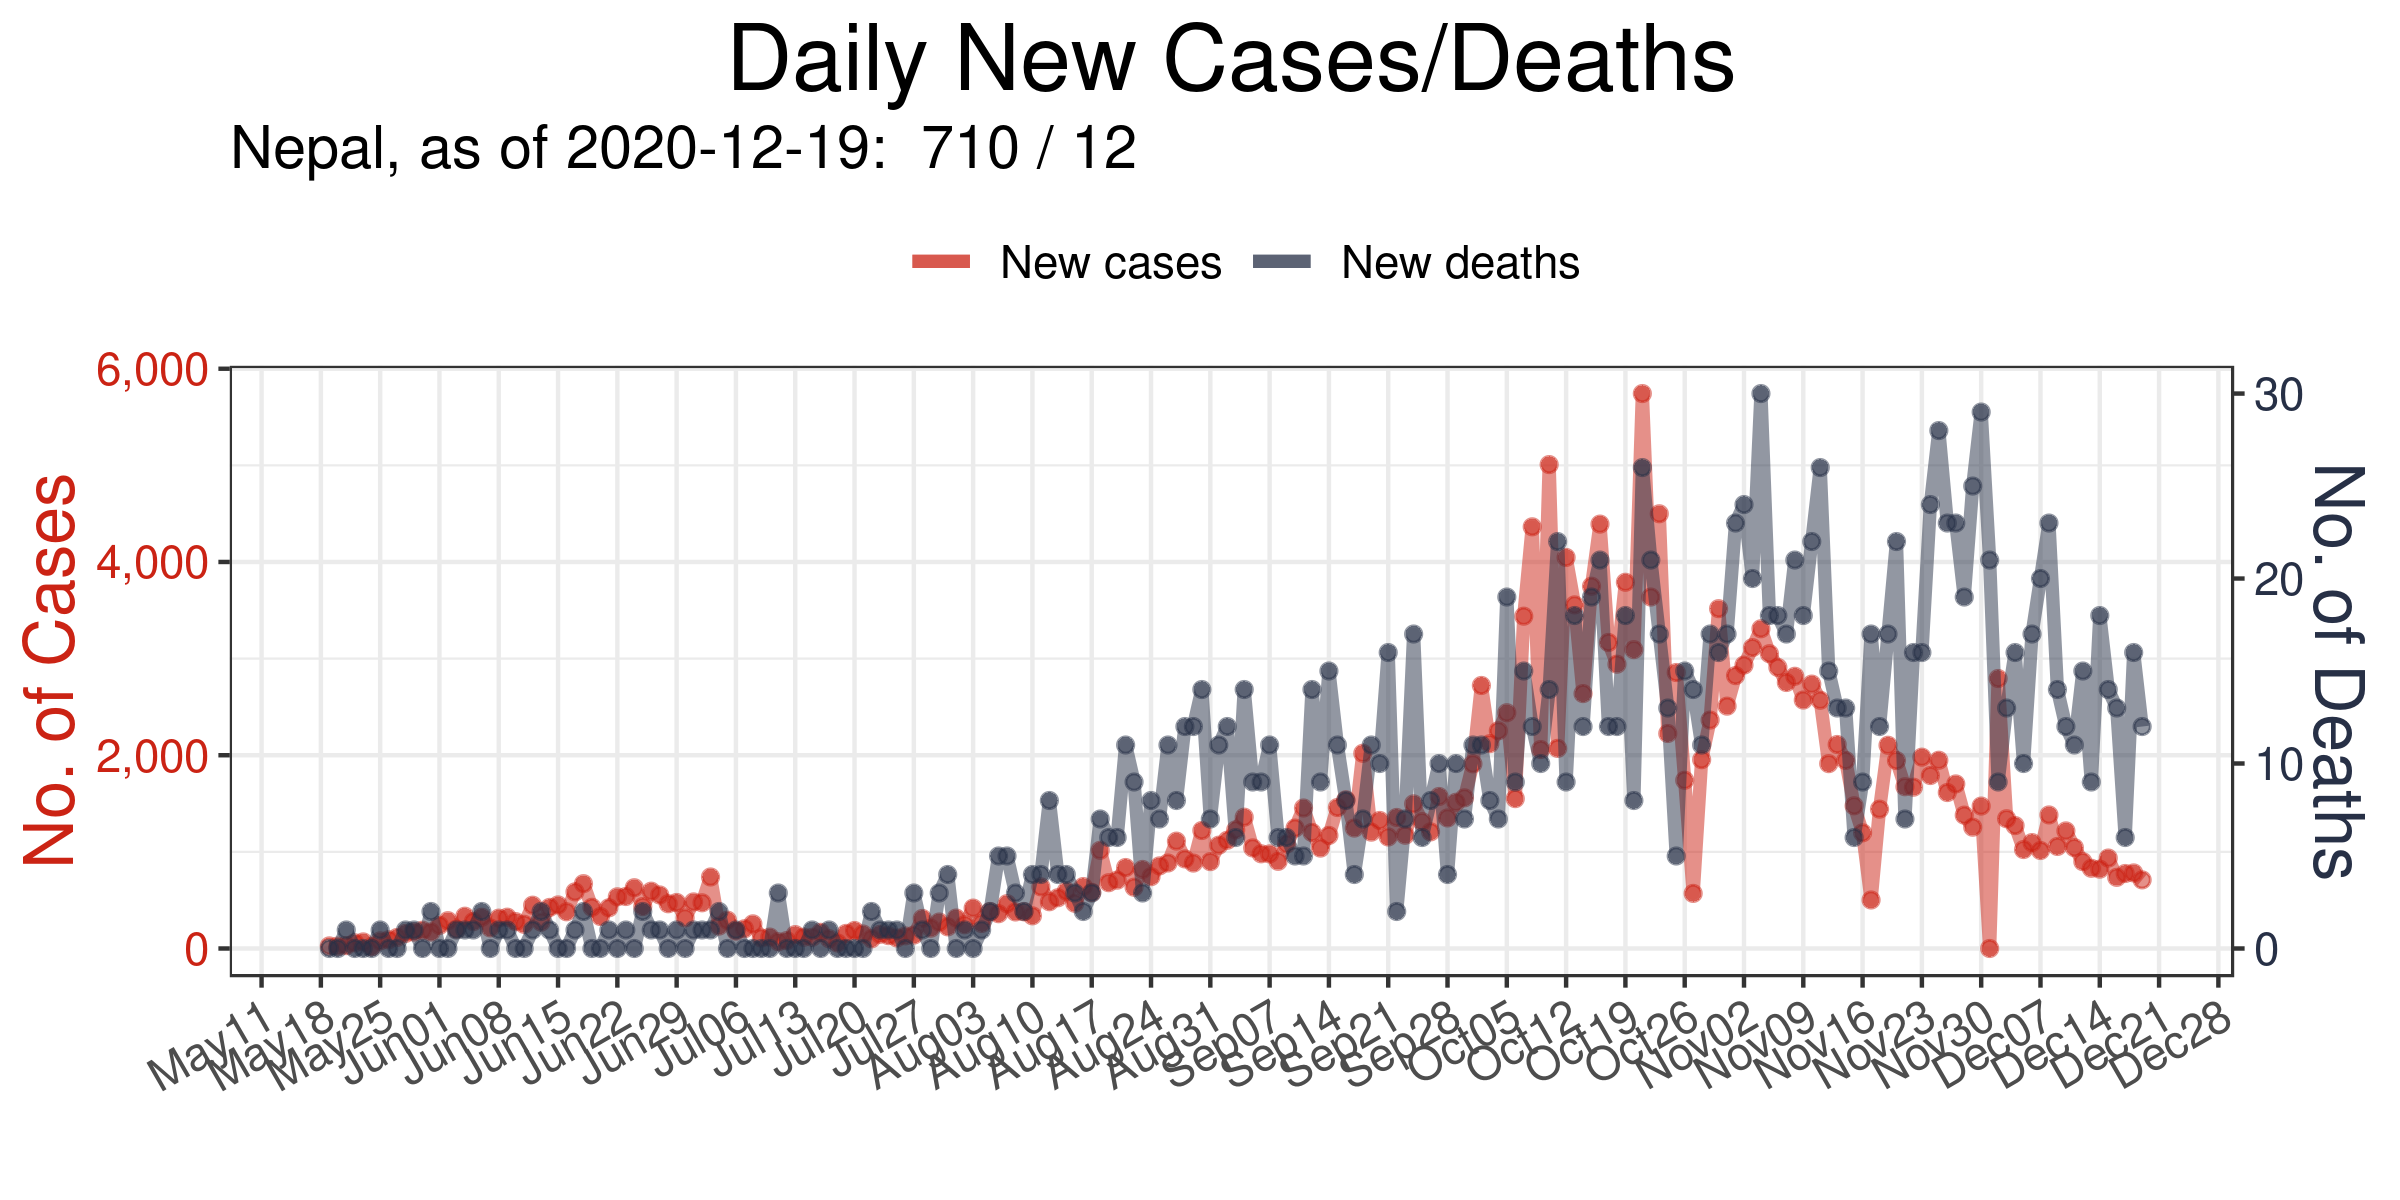 Daily New Cases/Deaths
Nepal, as of 2020-12-19:  710 / 12
New cases New deaths
No. of Cases
6,000
4,000
2,000
0
30
20
10
0
No. of Deaths
May11 May18 May25 Jun01 Jun08 Jun15 Jun22 Jun29 Jul06 Jul13 Jul20 Jul27 Aug03 Aug10 Aug17 Aug24 Aug31 Sep07 Sep14 Sep21 Sep28 Oct05 Oct12 Oct19 Oct26 Nov02 Nov09 Nov16 Nov23 Nov30 Dec07 Dec14 Dec21 Dec28